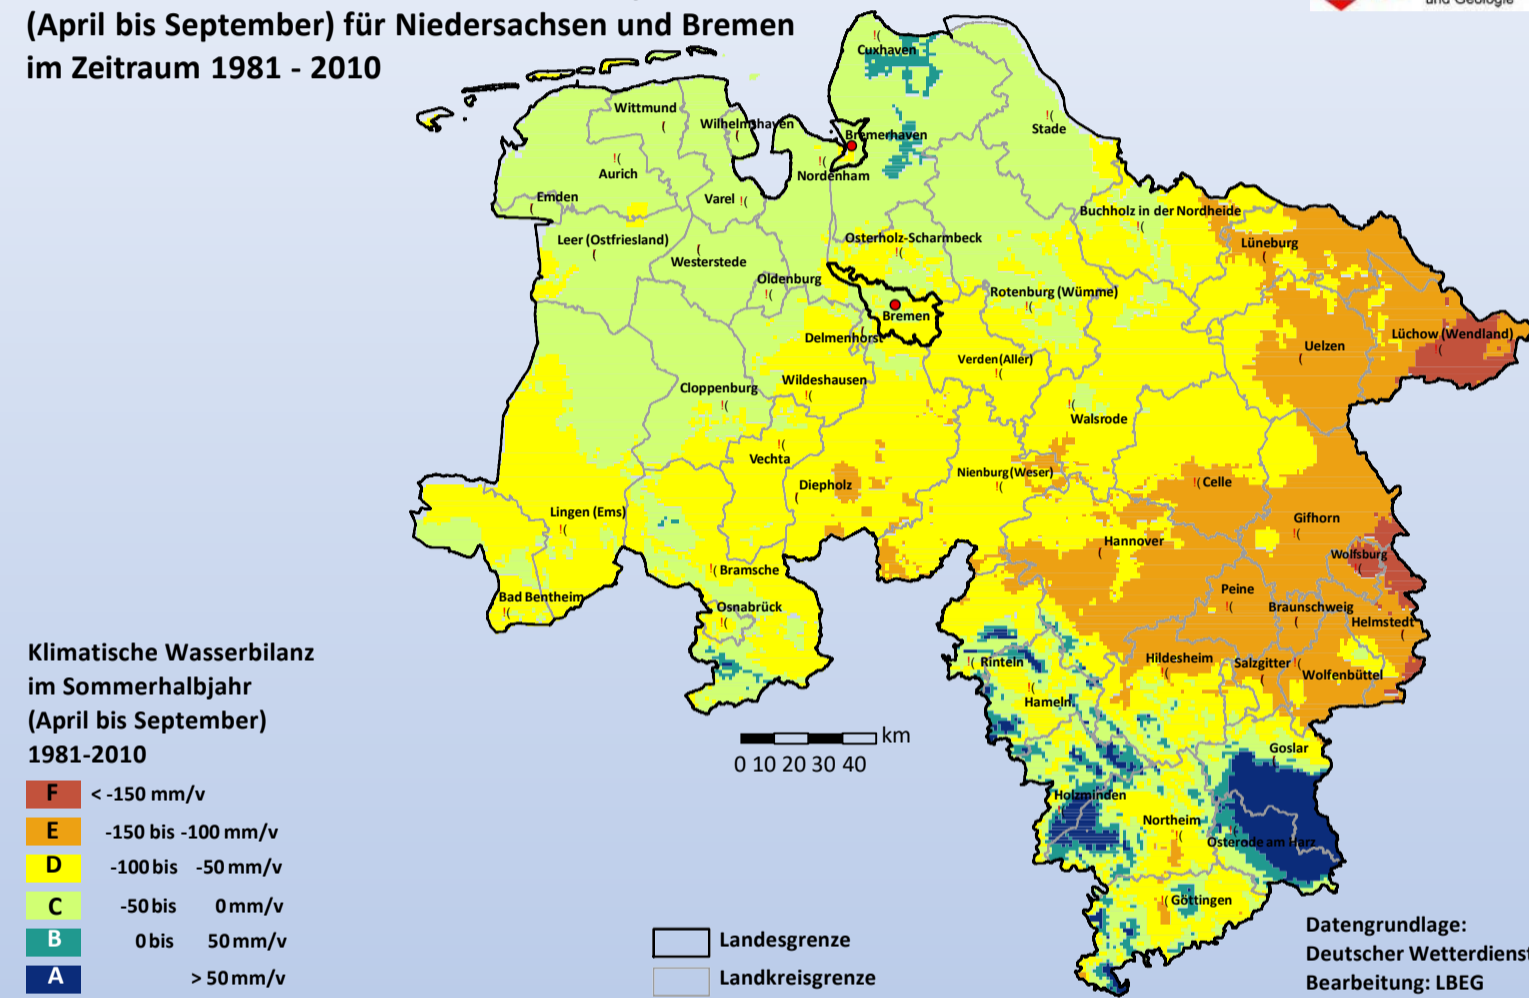 (April bis September) für Niedersachsen und Bremen
im Zeitraum 1981 - 2010
und Geologie
Cuxhaven
Wittmund
Wilhelmshaven
Bremerhaven
Stade
Aurich
Nordenham
Emden
Varel
Buchholz in der Nordheide
Leer (Ostfriesland)
Osterholz-Scharmbeck
Lüneburg
Westerstede
Oldenburg
Rotenburg (Wümme)
Bremen
Delmenhorst
Lüchow (Wendland)
Uelzen
Verden (Aller)
Cloppenburg
Wildeshausen
Walsrode
Vechta
Nienburg (Weser)
Diepholz
Celle
Lingen (Ems)
Gifhorn
Hannover
Wolfsburg
Bramsche
Peine
Bad Bentheim
Osnabrück
Braunschweig
Helmstedt
Rinteln
Hildesheim
Salzgitter
Wolfenbüttel
Hameln
Goslar
Holzminden
Northeim
Osterode am Harz
Göttingen
km
0 10 20 30 40
Klimatische Wasserbilanz
im Sommerhalbjahr
(April bis September)
1981-2010
F < -150 mm/v
E -150 bis -100 mm/v
D -100 bis -50 mm/v
C -50 bis 0 mm/v
B 0 bis 50 mm/v
A > 50 mm/v
Landesgrenze
Landkreisgrenze
Datengrundlage:
Deutscher Wetterdienst
Bearbeitung: LBEG